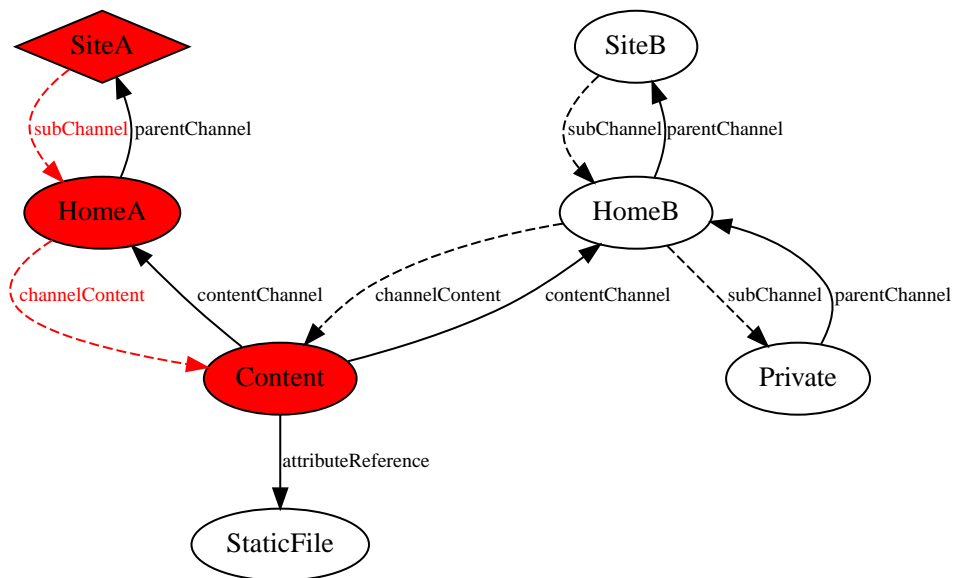 SiteA
SiteB
subChannel
parentChannel
subChannel
parentChannel
HomeA
HomeB
channelContent
contentChannel
channelContent
contentChannel
subChannel
parentChannel
Content
Private
attributeReference
StaticFile